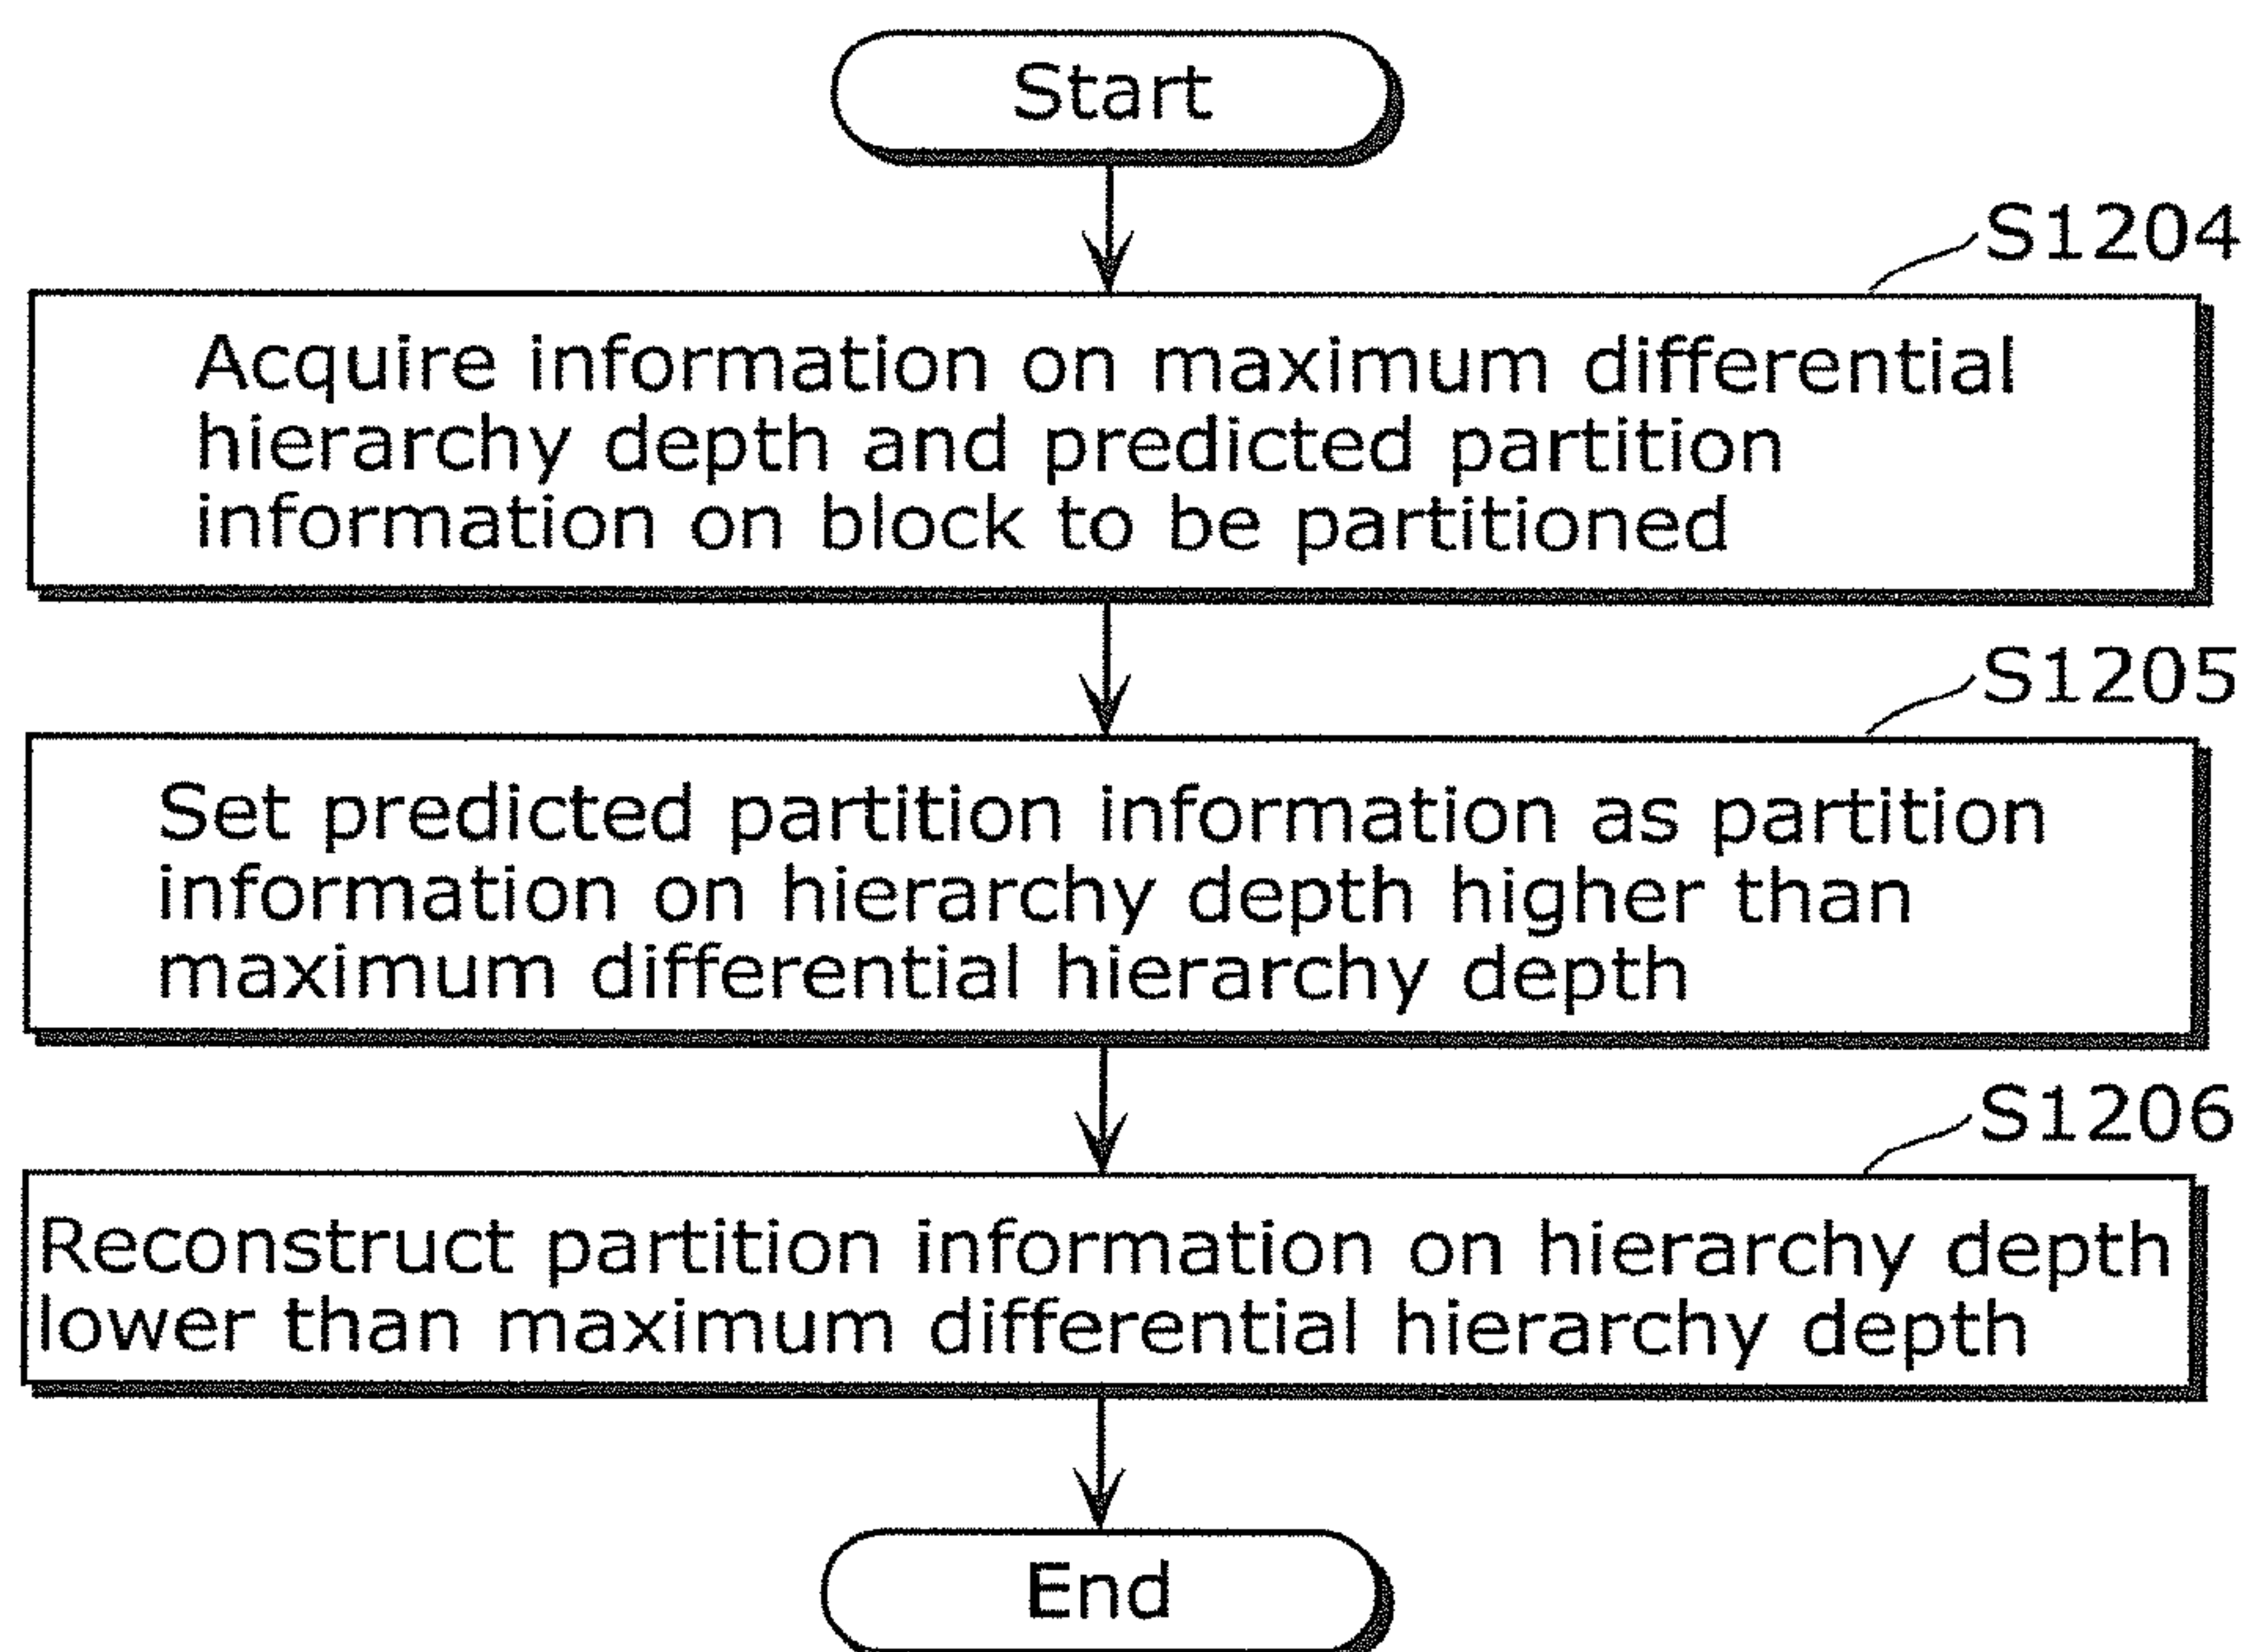 Start
S1204
Acquire information on maximum differential
hierarchy depth and predicted partition
information on block to be partitioned
S1205
Set predicted partition information as partition
information on hierarchy depth higher than
maximum differential hierarchy depth
S1206
Reconstruct partition information on hierarchy depth
lower than maximum differential hierarchy depth
End